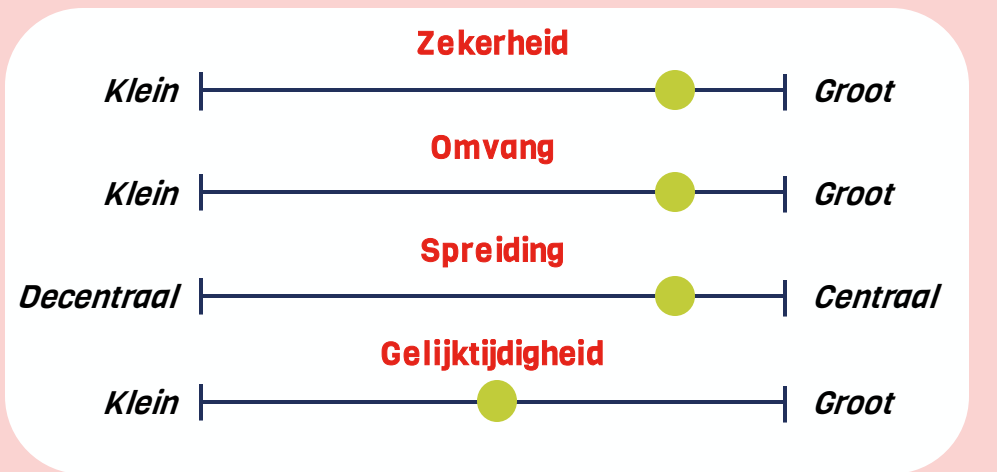 Zekerheid
Klein Groot
Omvang
Klein Groot
Spreiding
Decentraal Centraal
Gelijktijdigheid
Klein Groot